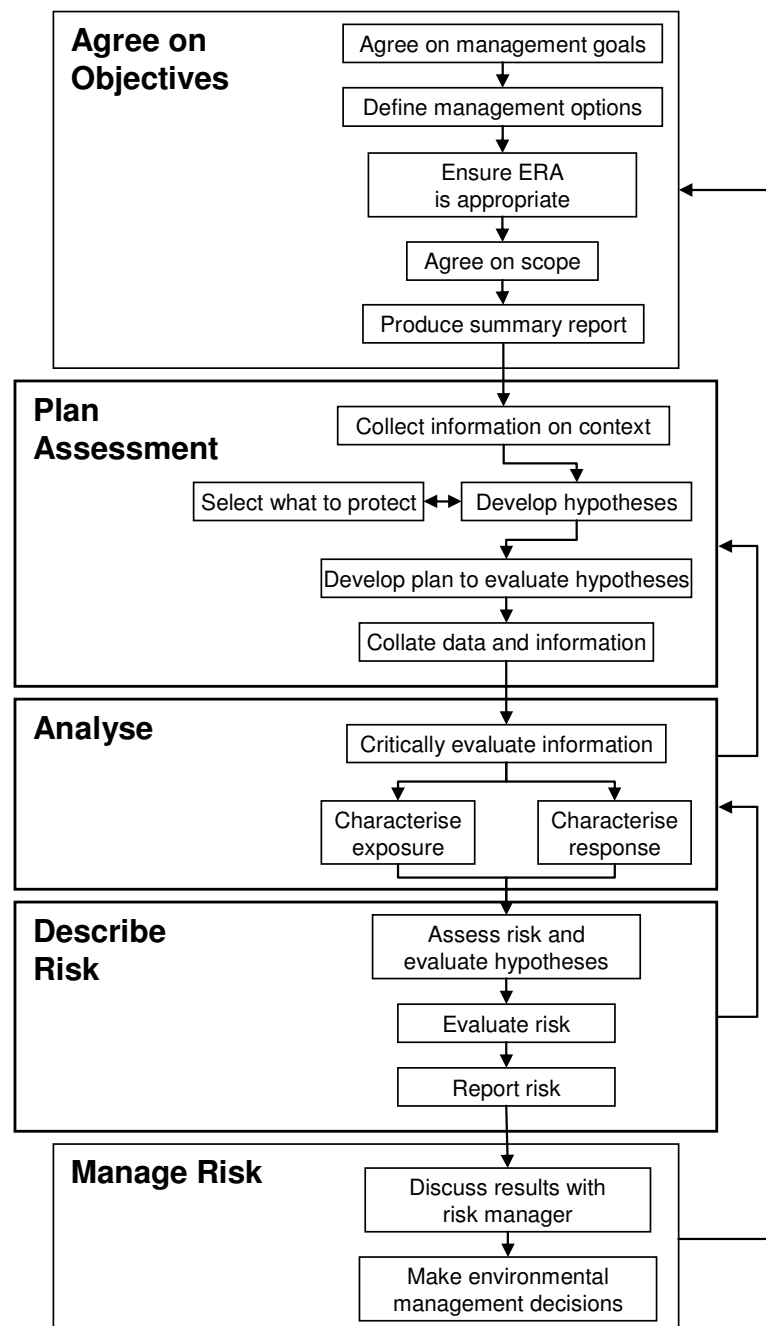 Agree on
Objectives
Agree on management goals
Define management options
Ensure ERA
is appropriate
Agree on scope
Produce summary report
Plan
Assessment
Collect information on context
Select what to protect
Develop hypotheses
Develop plan to evaluate hypotheses
Collate data and information
Analyse
Critically evaluate information
Characterise
exposure
Characterise
response
Describe
Risk
Assess risk and
evaluate hypotheses
Evaluate risk
Report risk
Manage Risk
Discuss results with
risk manager
Make environmental
management decisions